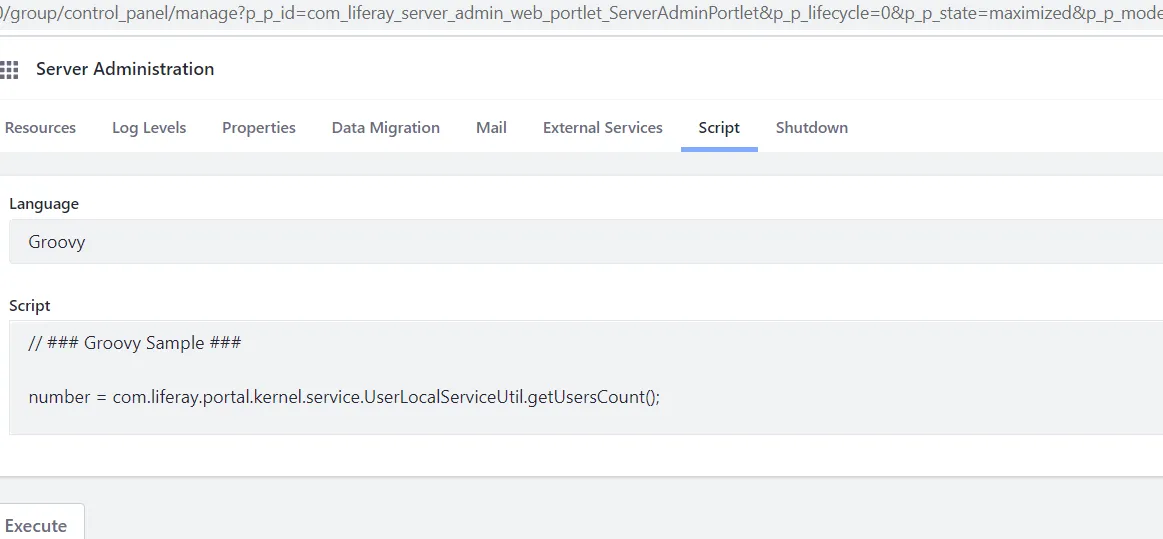 0/group/control_panel/manage?p_p_id=com_liferay_server_admin_web_portlet_ServerAdminPortlet&p_p_lifecycle=0&p_p_state=maximized&p_p_mode
Server Administration
Resources Log Levels Properties Data Migration Mail External Services Script Shutdown
Language
Groovy
Script
// ### Groovy Sample ###
number = com.liferay.portal.kernel.service.UserLocalServiceUtil.getUsersCount();
Execute